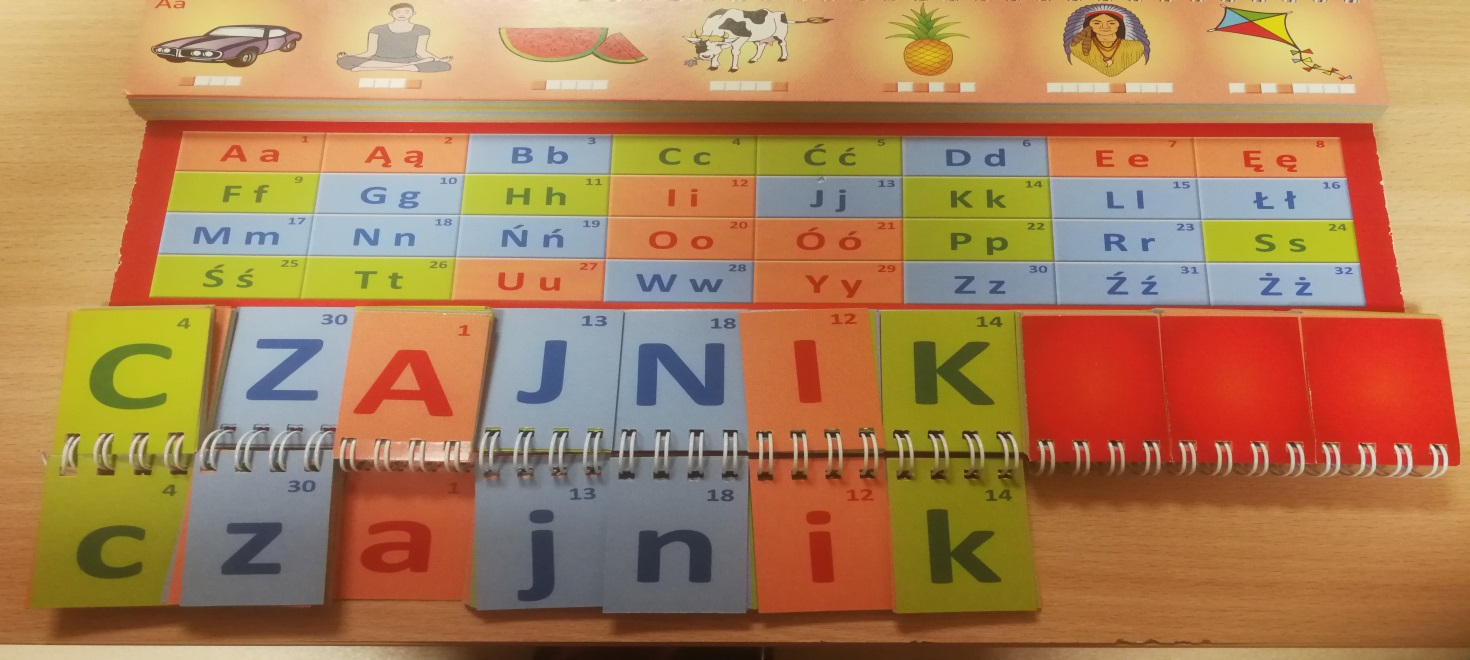 Aa
Aa 1 Ąą 2 Bb 3 Cc 4 Ćć 5 Dd 6 Ee 7 Ęę 8
Ff 9 Gg 10 Hh 11 Ii 12 Jj 13 Kk 14 Ll 15 Łł 16
Mm 17 Nn 18 Ńń 19 Oo 20 Óó 21 Pp 22 Rr 23 Ss 24
Śś 25 Tt 26 Uu 27 Ww 28 Yy 29 Zz 30 Źź 31 Żż 32
4 30 1 13 18 12 14
CZAJNIK
4 30 1 13 18 12 14
czajnik